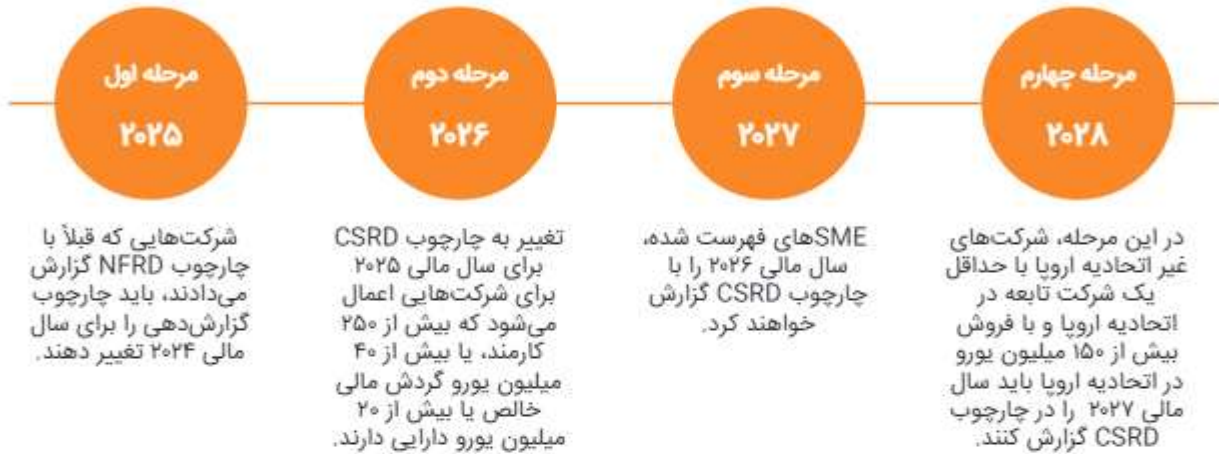 مرحله اول
۲۰۲۵
شرکت‌هایی که قبلاً با
چارچوب NFRD گزارش
می‌دادند، باید چارچوب
گزارش‌دهی را برای سال
مالی ۲۰۲۴ تغییر دهند.
مرحله دوم
۲۰۲۶
تغییر به چارچوب CSRD
برای سال مالی ۲۰۲۵
برای شرکت‌هایی اعمال
می‌شود که بیش از ۲۵۰
کارمند، یا بیش از ۴۰
میلیون یورو گردش مالی
خالص یا بیش از ۲۰
میلیون یورو دارایی دارند.
مرحله سوم
۲۰۲۷
SMEهای فهرست شده،
سال مالی ۲۰۲۶ را با
چارچوب CSRD گزارش
خواهند کرد.
مرحله چهارم
۲۰۲۸
در این مرحله، شرکت‌های
غیر اتحادیه اروپا با حداقل
یک شرکت تابعه در
اتحادیه اروپا و با فروش
بیش از ۱۵۰ میلیون یورو
در اتحادیه اروپا باید سال
مالی ۲۰۲۷ را در چارچوب
CSRD گزارش کنند.